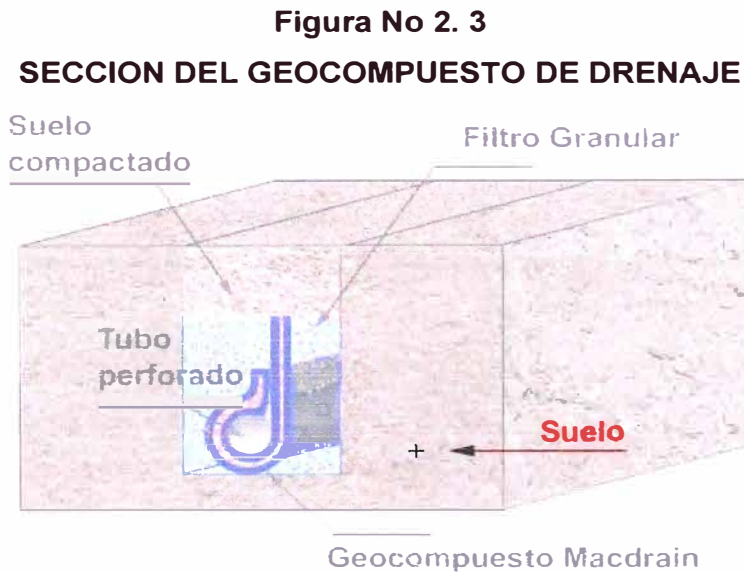 Figura No 2. 3
SECCION DEL GEOCOMPUESTO DE DRENAJE
Suelo
compactado
Filtro Granular
Tubo
perforado
Suelo
Geocompuesto Macdrain